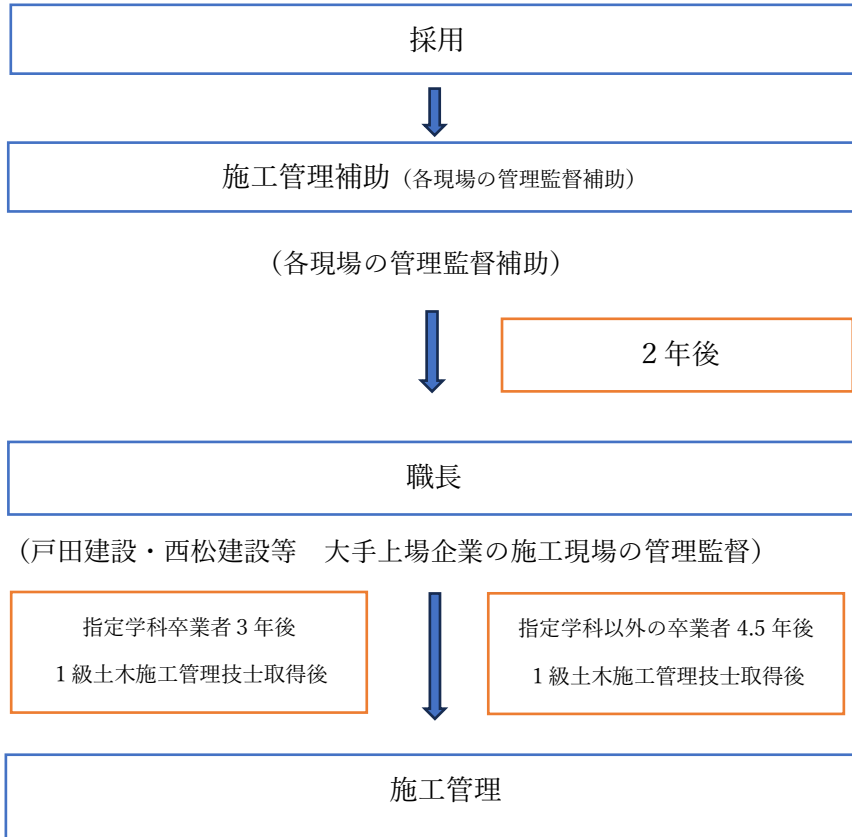 採用
施工管理補助（各現場の管理監督補助）
（各現場の管理監督補助）
２年後
職長
（戸田建設・西松建設等　大手上場企業の施工現場の管理監督）
指定学科卒業者 3 年後
1 級土木施工管理技士取得後
指定学科以外の卒業者 4.5 年後
1 級土木施工管理技士取得後
施工管理